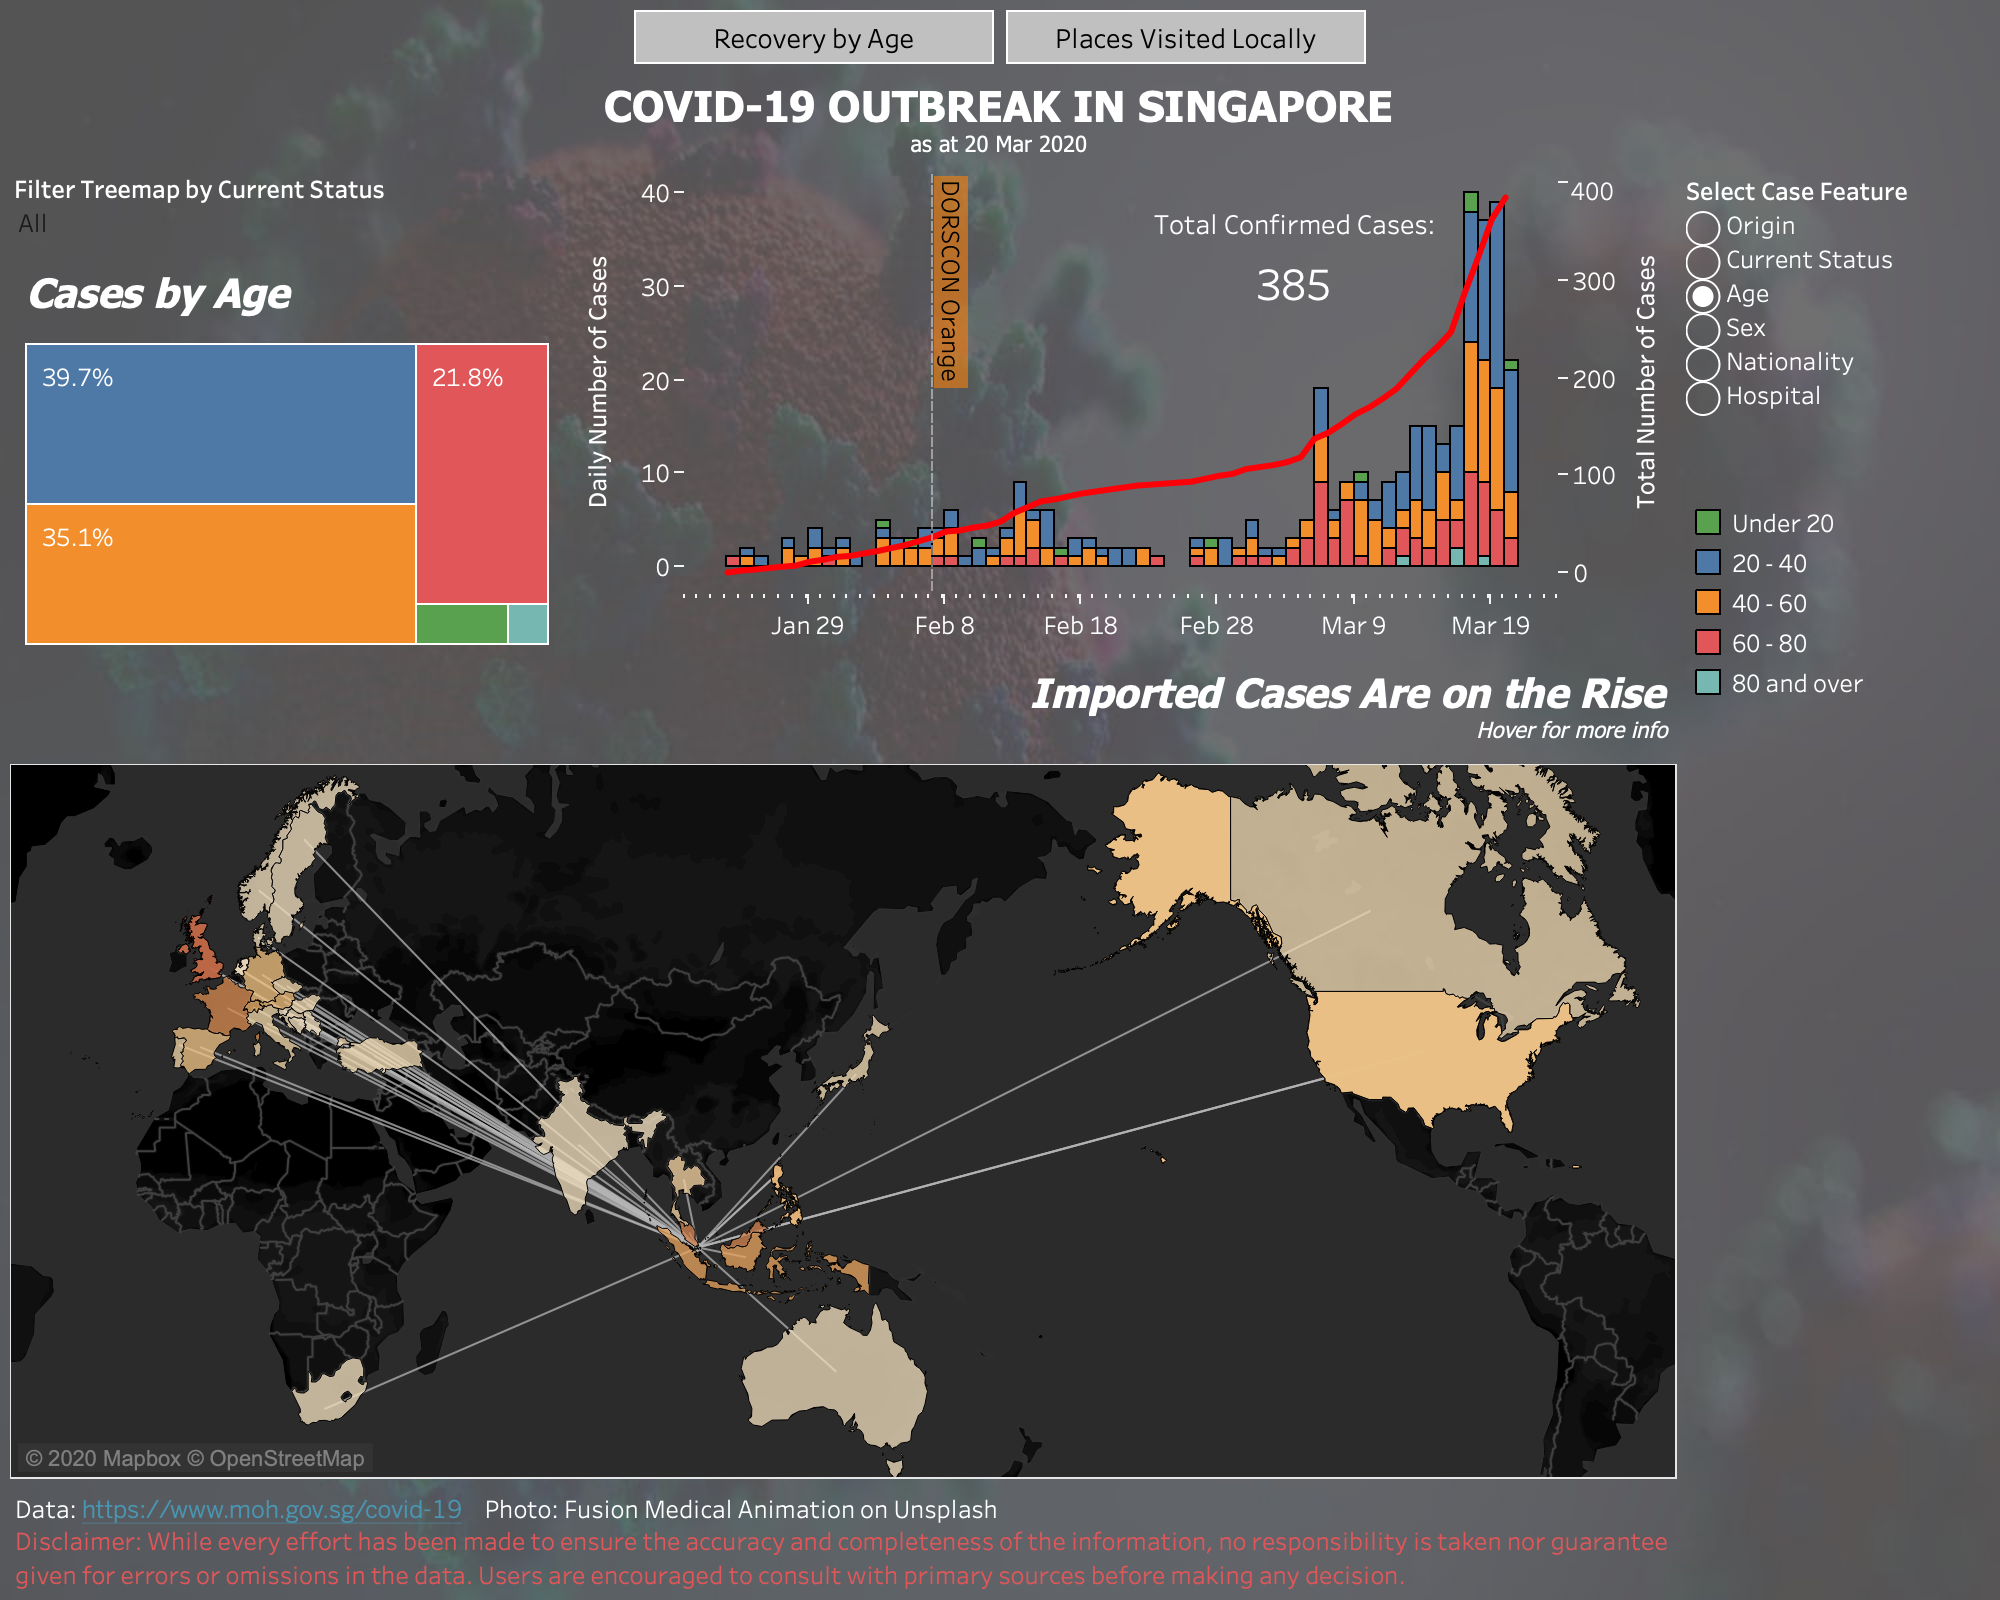 Recovery by Age
Places Visited Locally
COVID-19 OUTBREAK IN SINGAPORE
as at 20 Mar 2020
Filter Treemap by Current Status
All
Cases by Age
39.7%
21.8%
35.1%
Daily Number of Cases
40
30
20
10
0
DORSCON Orange
Total Confirmed Cases:
385
400
300
200
100
0
Total Number of Cases
Jan 29
Feb 8
Feb 18
Feb 28
Mar 9
Mar 19
Select Case Feature
Origin
Current Status
Age
Sex
Nationality
Hospital
Under 20
20 - 40
40 - 60
60 - 80
80 and over
Imported Cases Are on the Rise
Hover for more info
© 2020 Mapbox © OpenStreetMap
Data: https://www.moh.gov.sg/covid-19 Photo: Fusion Medical Animation on Unsplash
Disclaimer: While every effort has been made to ensure the accuracy and completeness of the information, no responsibility is taken nor guarantee
given for errors or omissions in the data. Users are encouraged to consult with primary sources before making any decision.